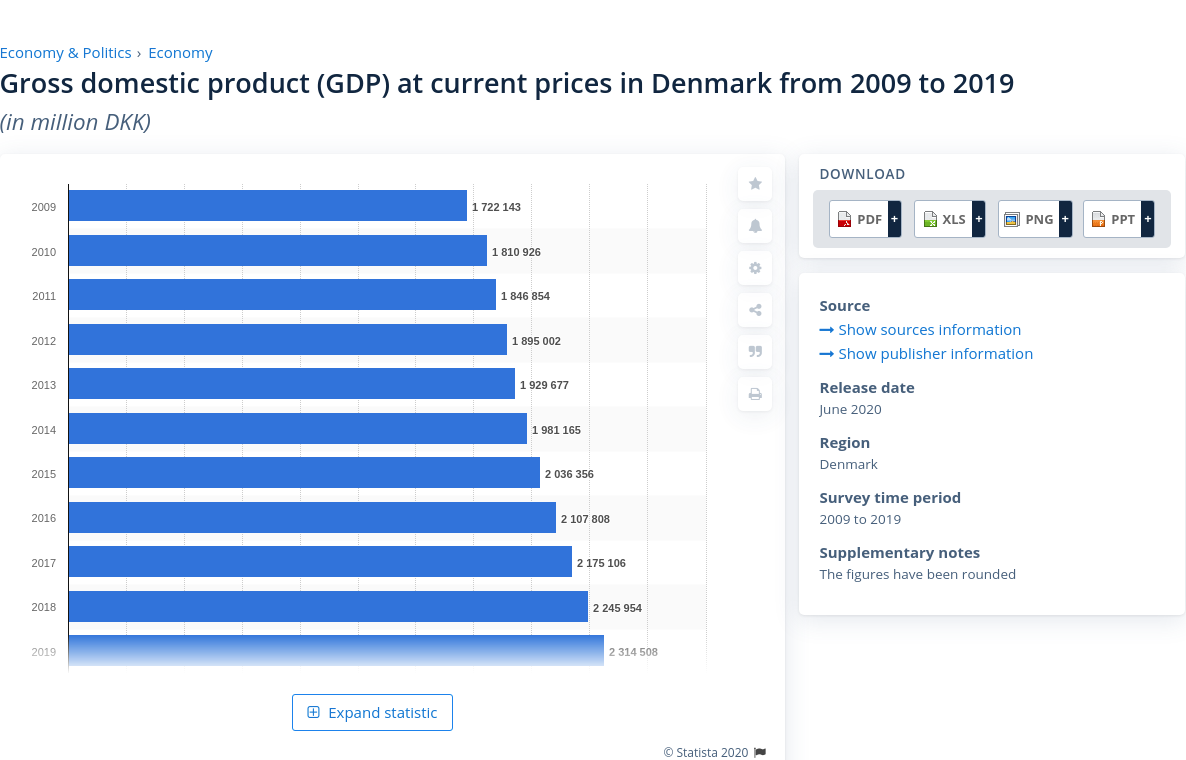 Economy & Politics › Economy
Gross domestic product (GDP) at current prices in Denmark from 2009 to 2019
(in million DKK)
2009 1 722 143
2010 1 810 926
2011 1 846 854
2012 1 895 002
2013 1 929 677
2014 1 981 165
2015 2 036 356
2016 2 107 808
2017 2 175 106
2018 2 245 954
2019 2 314 508
Expand statistic
© Statista 2020
DOWNLOAD
PDF + XLS + PNG + PPT +
Source
Show sources information
Show publisher information
Release date
June 2020
Region
Denmark
Survey time period
2009 to 2019
Supplementary notes
The figures have been rounded